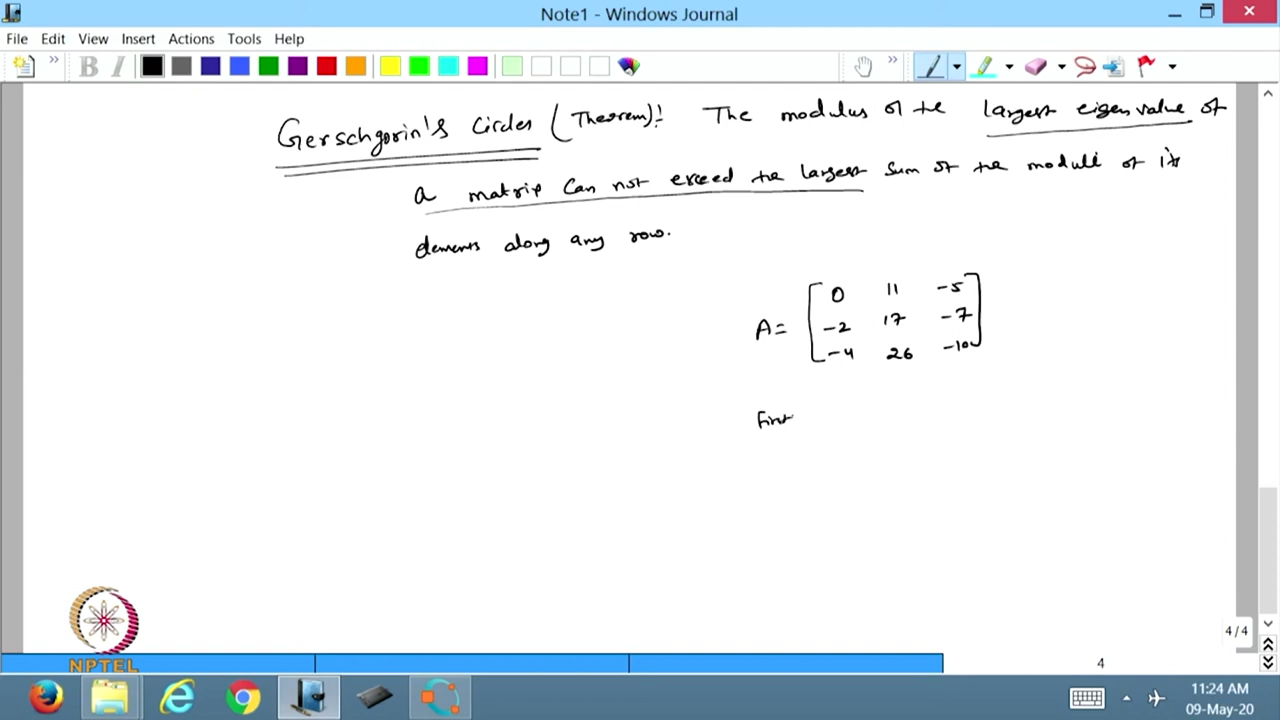 Note1 - Windows Journal
File Edit View Insert Actions Tools Help
B I
Gerschgorin's Circles (Theorem)! The modulus of the largest eigen value of
a matrix can not exceed the largest sum of the moduli of its
elements along any row.
A = [ 0 11 -5
-2 17 -7
-4 26 -10 ]
First
4 / 4
NPTEL
4
11:24 AM
09-May-20